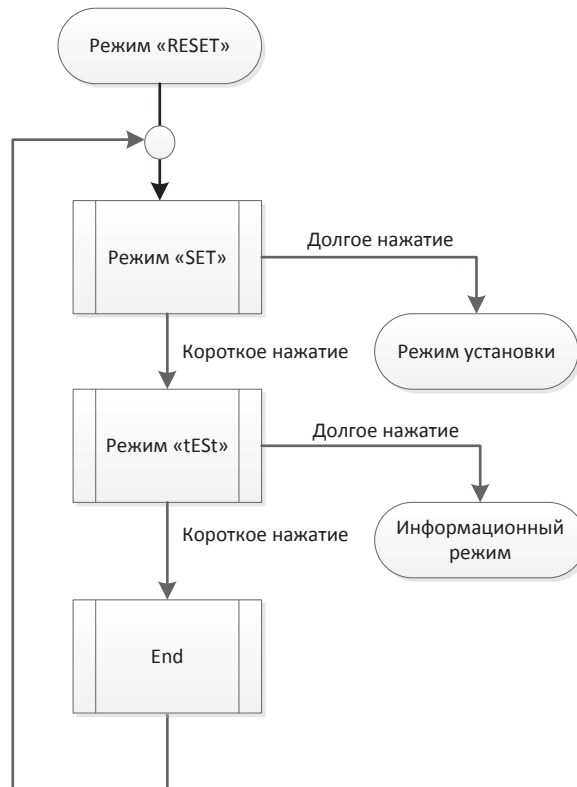 Режим «RESET»
Режим «SET»
Долгое нажатие
Режим установки
Короткое нажатие
Режим «tESt»
Долгое нажатие
Информационный
режим
Короткое нажатие
End